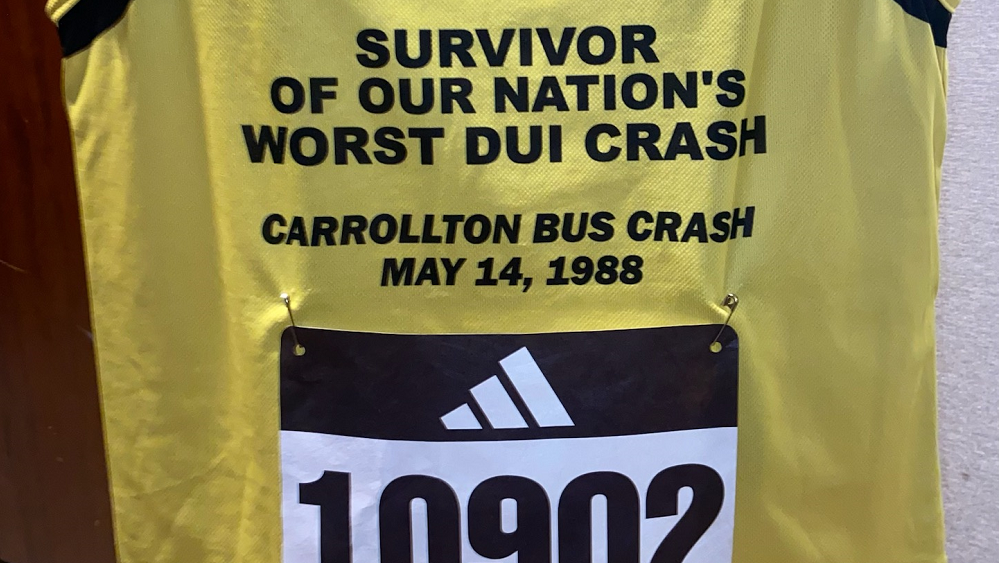 SURVIVOR
OF OUR NATION'S
WORST DUI CRASH
CARROLLTON BUS CRASH
MAY 14, 1988
10902